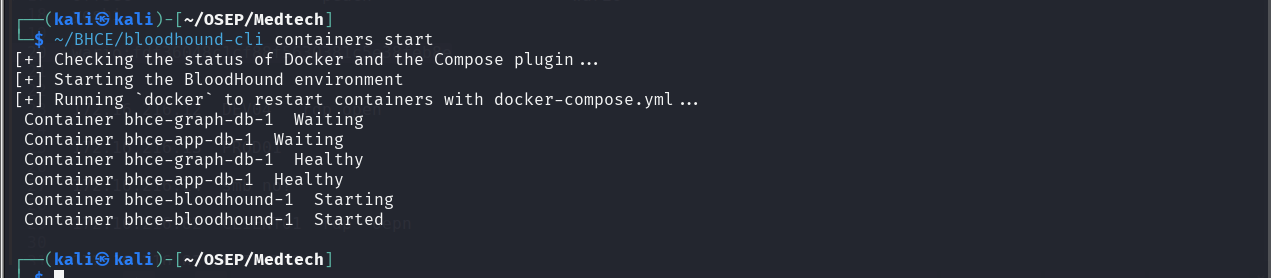 ┌──(kali㉿kali)-[~/OSEP/Medtech]
└─$ ~/BHCE/bloodhound-cli containers start
[+] Checking the status of Docker and the Compose plugin...
[+] Starting the BloodHound environment
[+] Running `docker` to restart containers with docker-compose.yml...
Container bhce-graph-db-1  Waiting
Container bhce-app-db-1  Waiting
Container bhce-graph-db-1  Healthy
Container bhce-app-db-1  Healthy
Container bhce-bloodhound-1  Starting
Container bhce-bloodhound-1  Started
┌──(kali㉿kali)-[~/OSEP/Medtech]
└─$